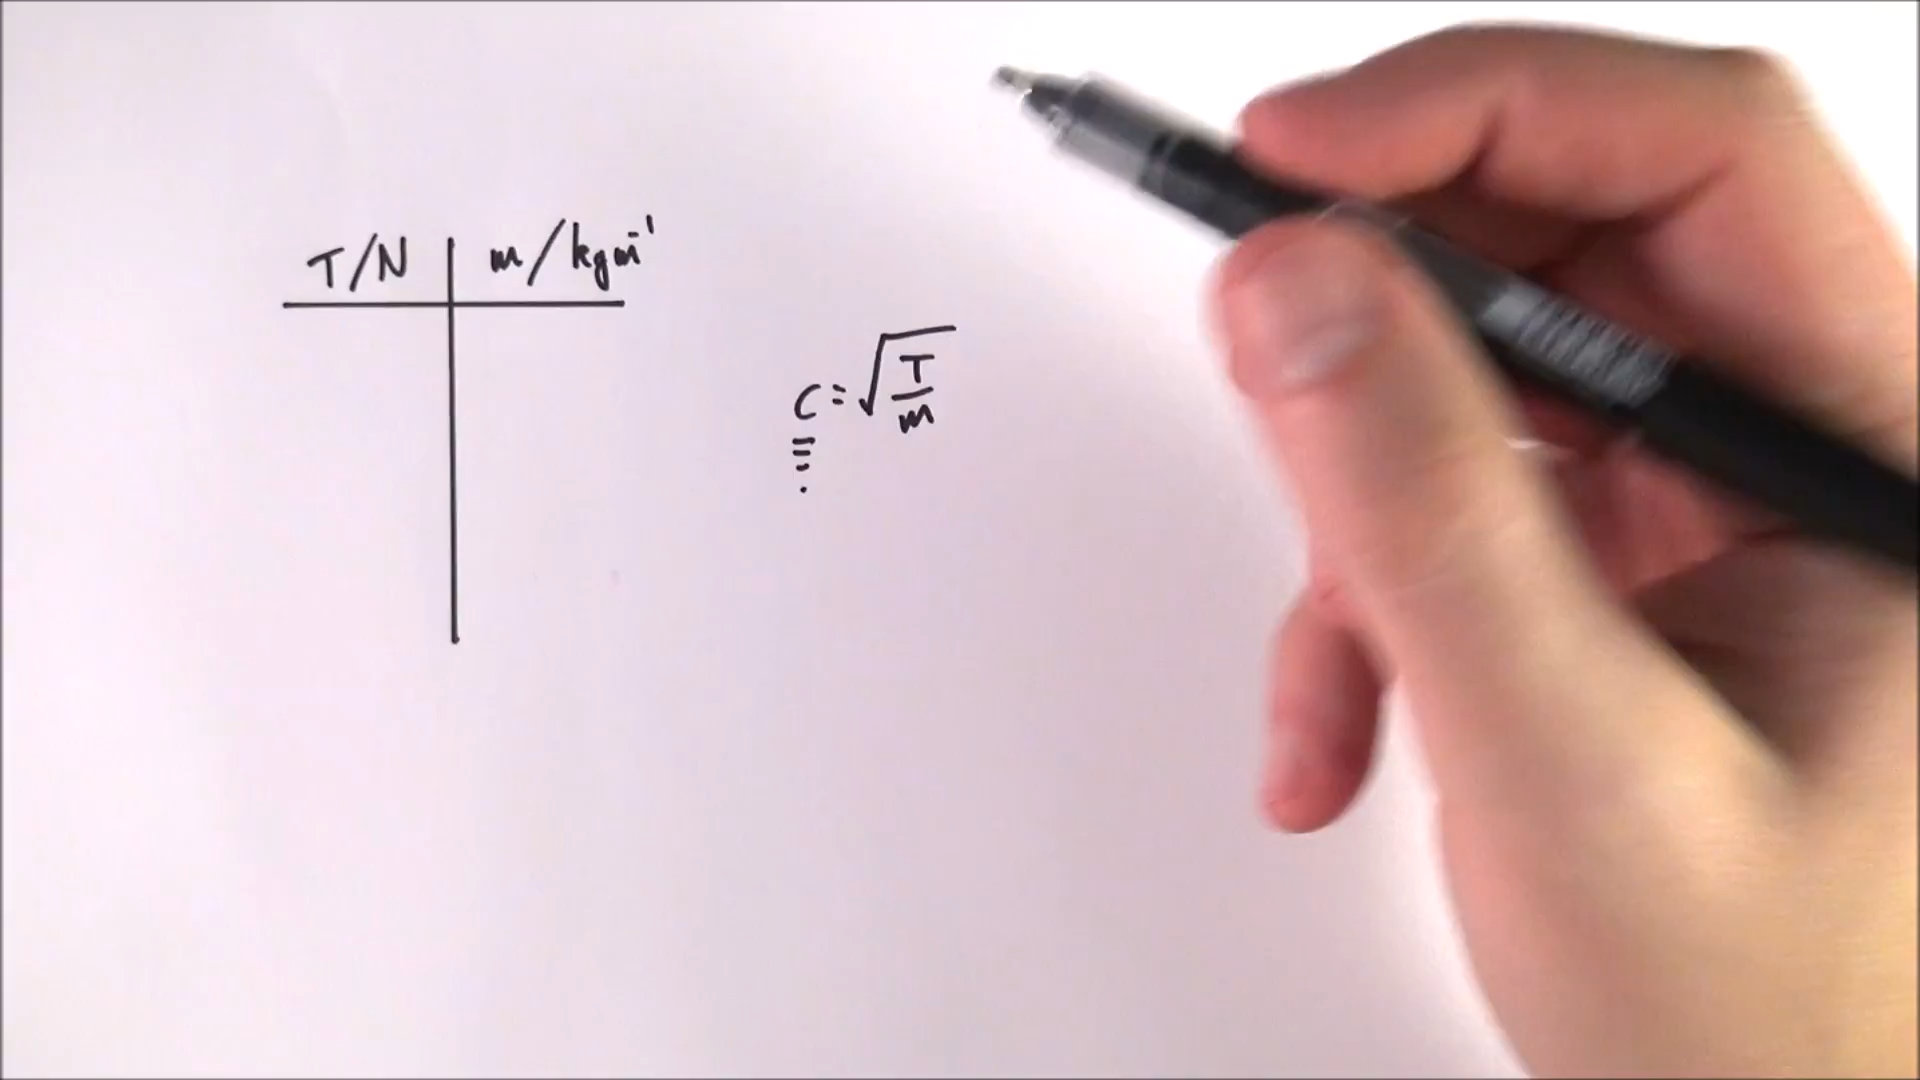 T/N m/kgm⁻¹
c = √(T/m)